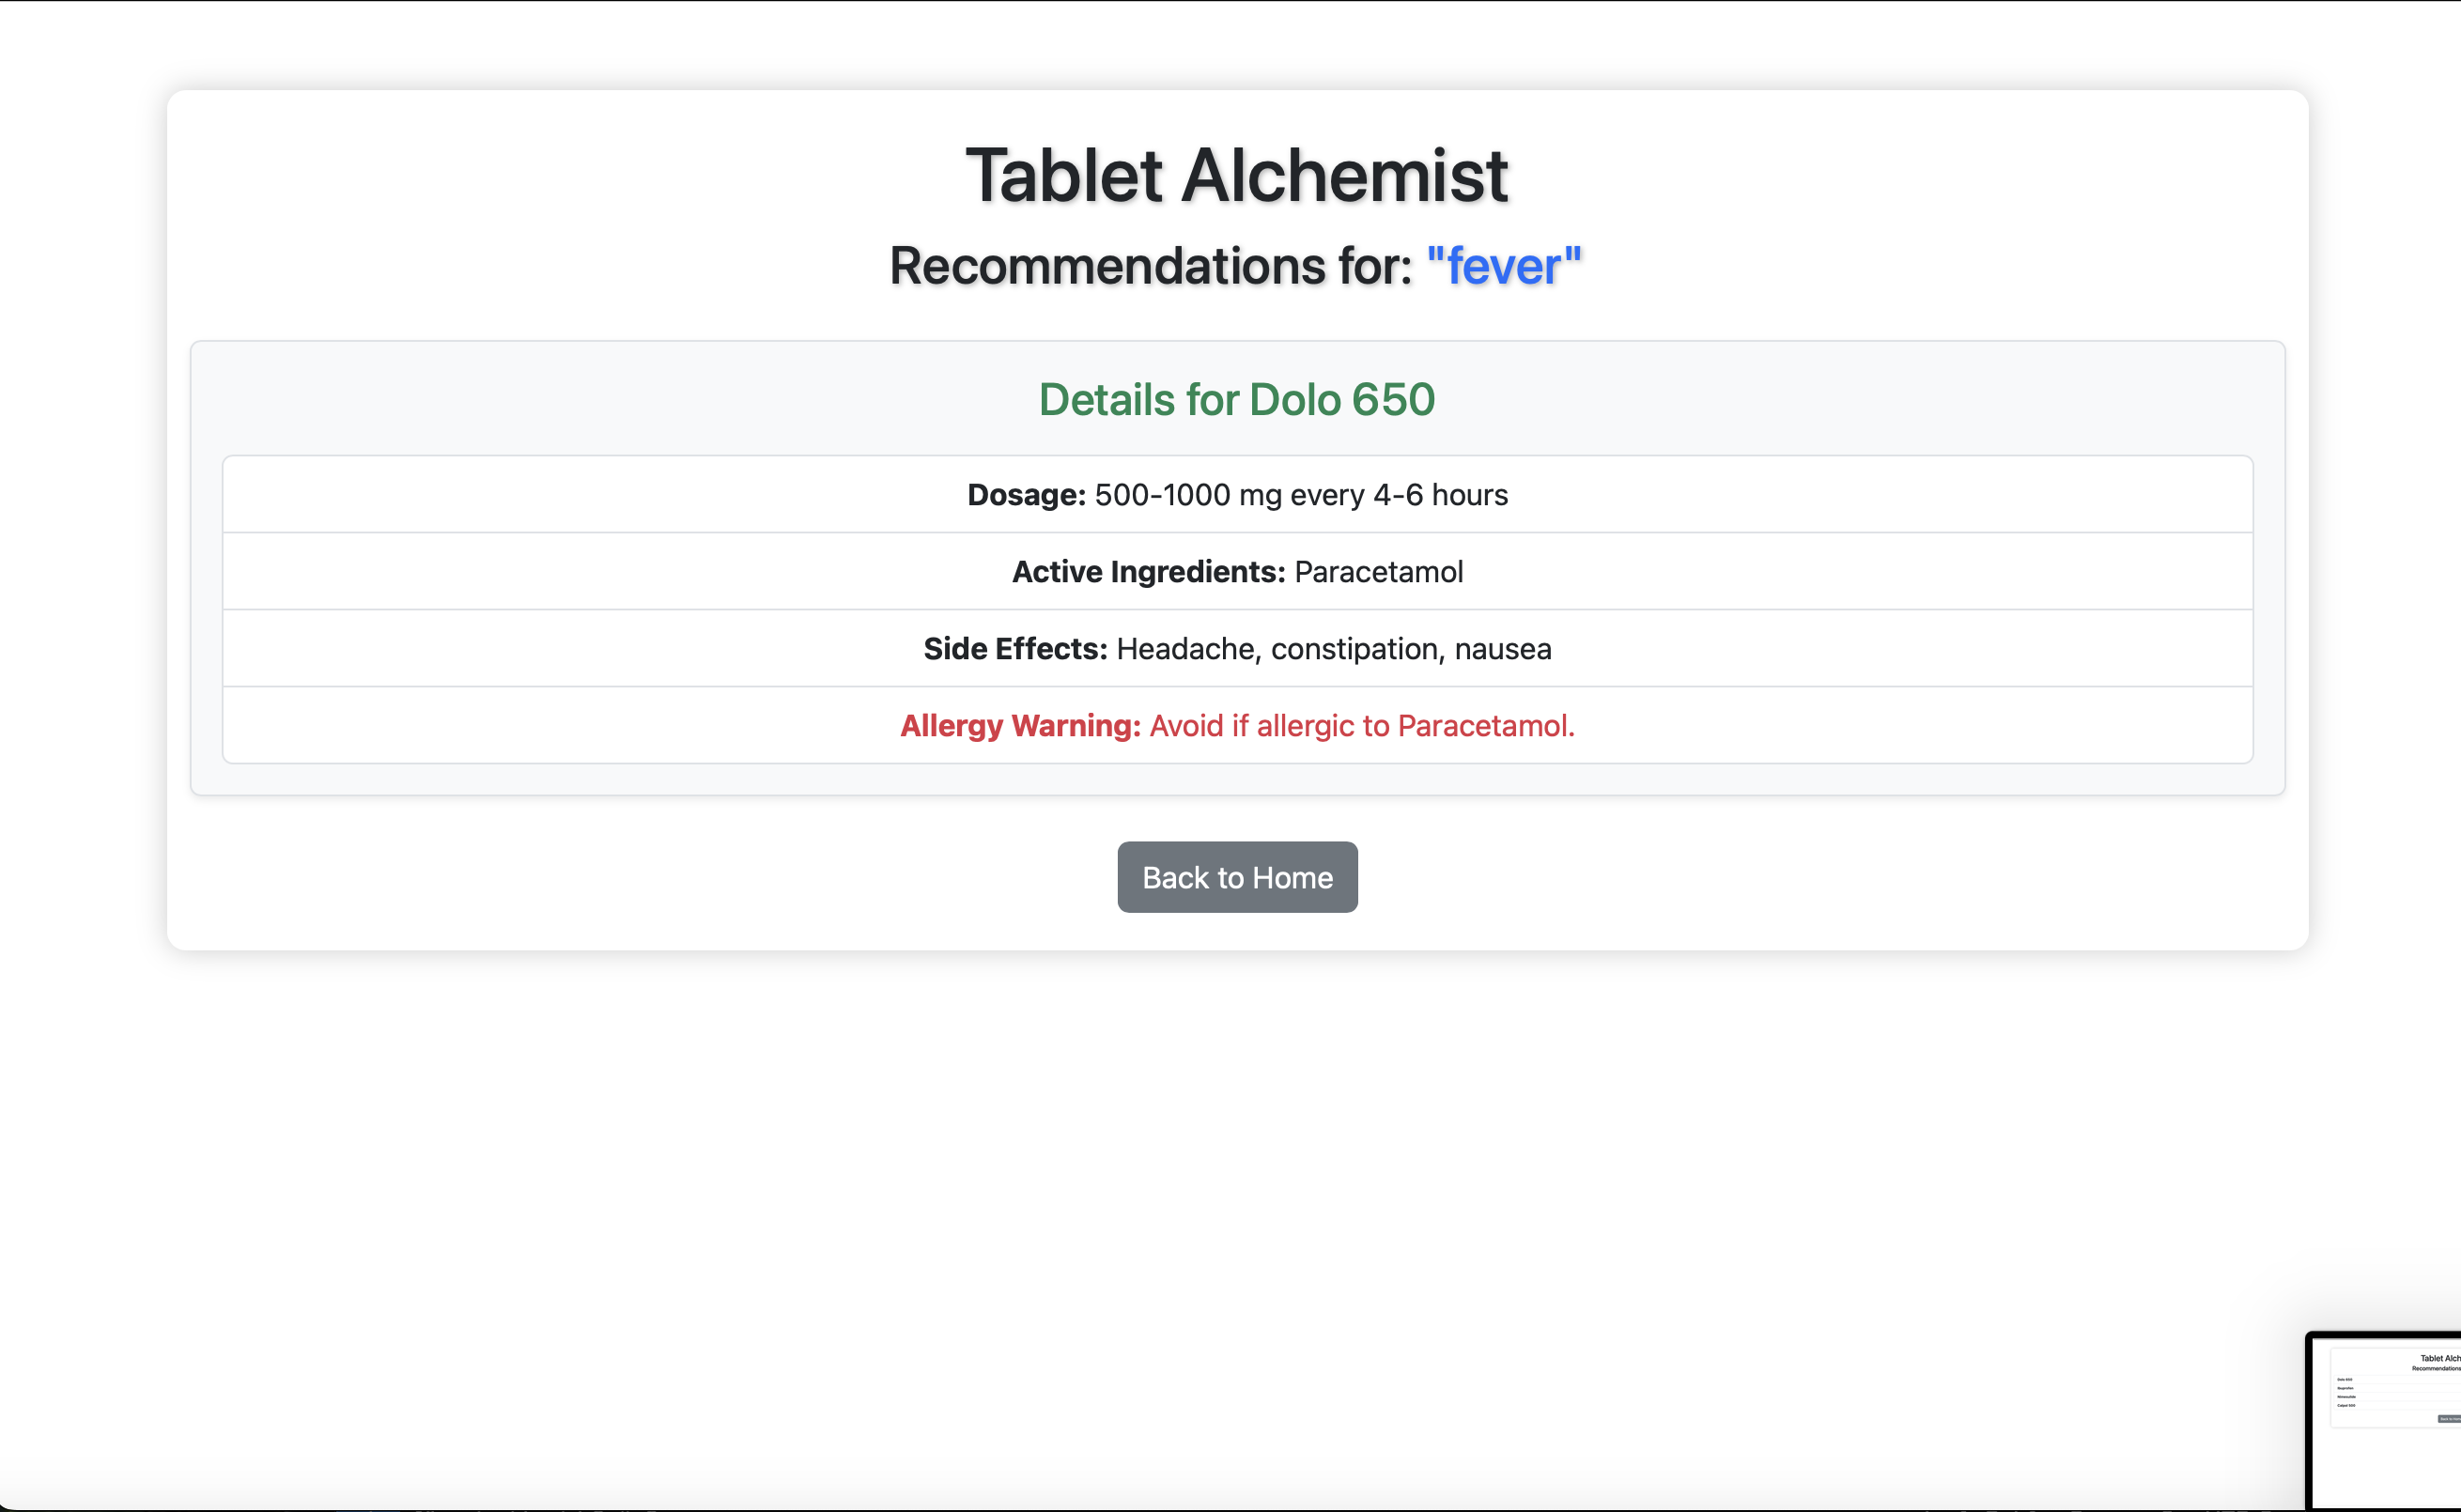 Tablet Alchemist
Recommendations for: "fever"
Details for Dolo 650
Dosage: 500-1000 mg every 4-6 hours
Active Ingredients: Paracetamol
Side Effects: Headache, constipation, nausea
Allergy Warning: Avoid if allergic to Paracetamol.
Back to Home
Tablet Alch
Recommendations